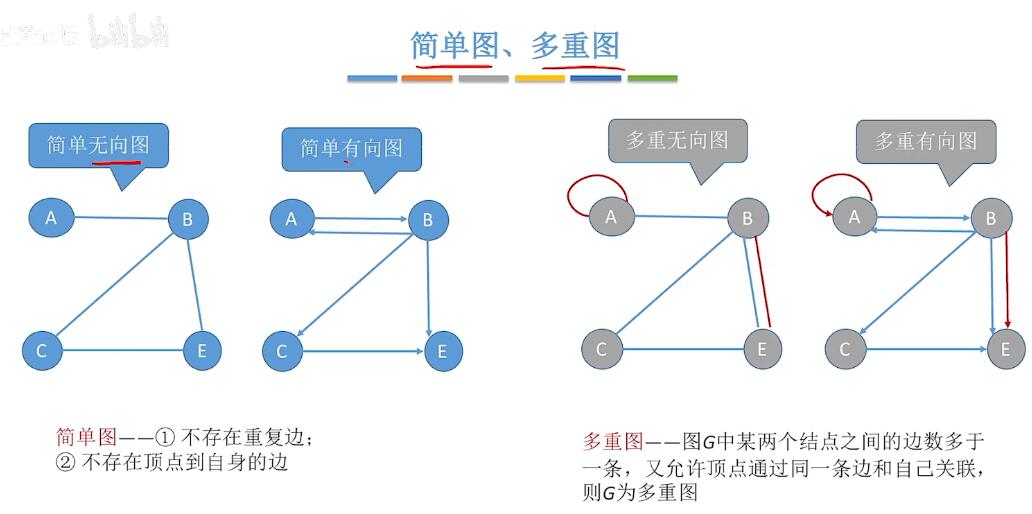 bilibili
简单图、多重图
简单无向图
简单有向图
多重无向图
多重有向图
A
B
C
E
A
B
C
E
A
B
C
E
A
B
C
E
简单图——① 不存在重复边；
② 不存在顶点到自身的边
多重图——图G中某两个结点之间的边数多于
一条，又允许顶点通过同一条边和自己关联，
则G为多重图